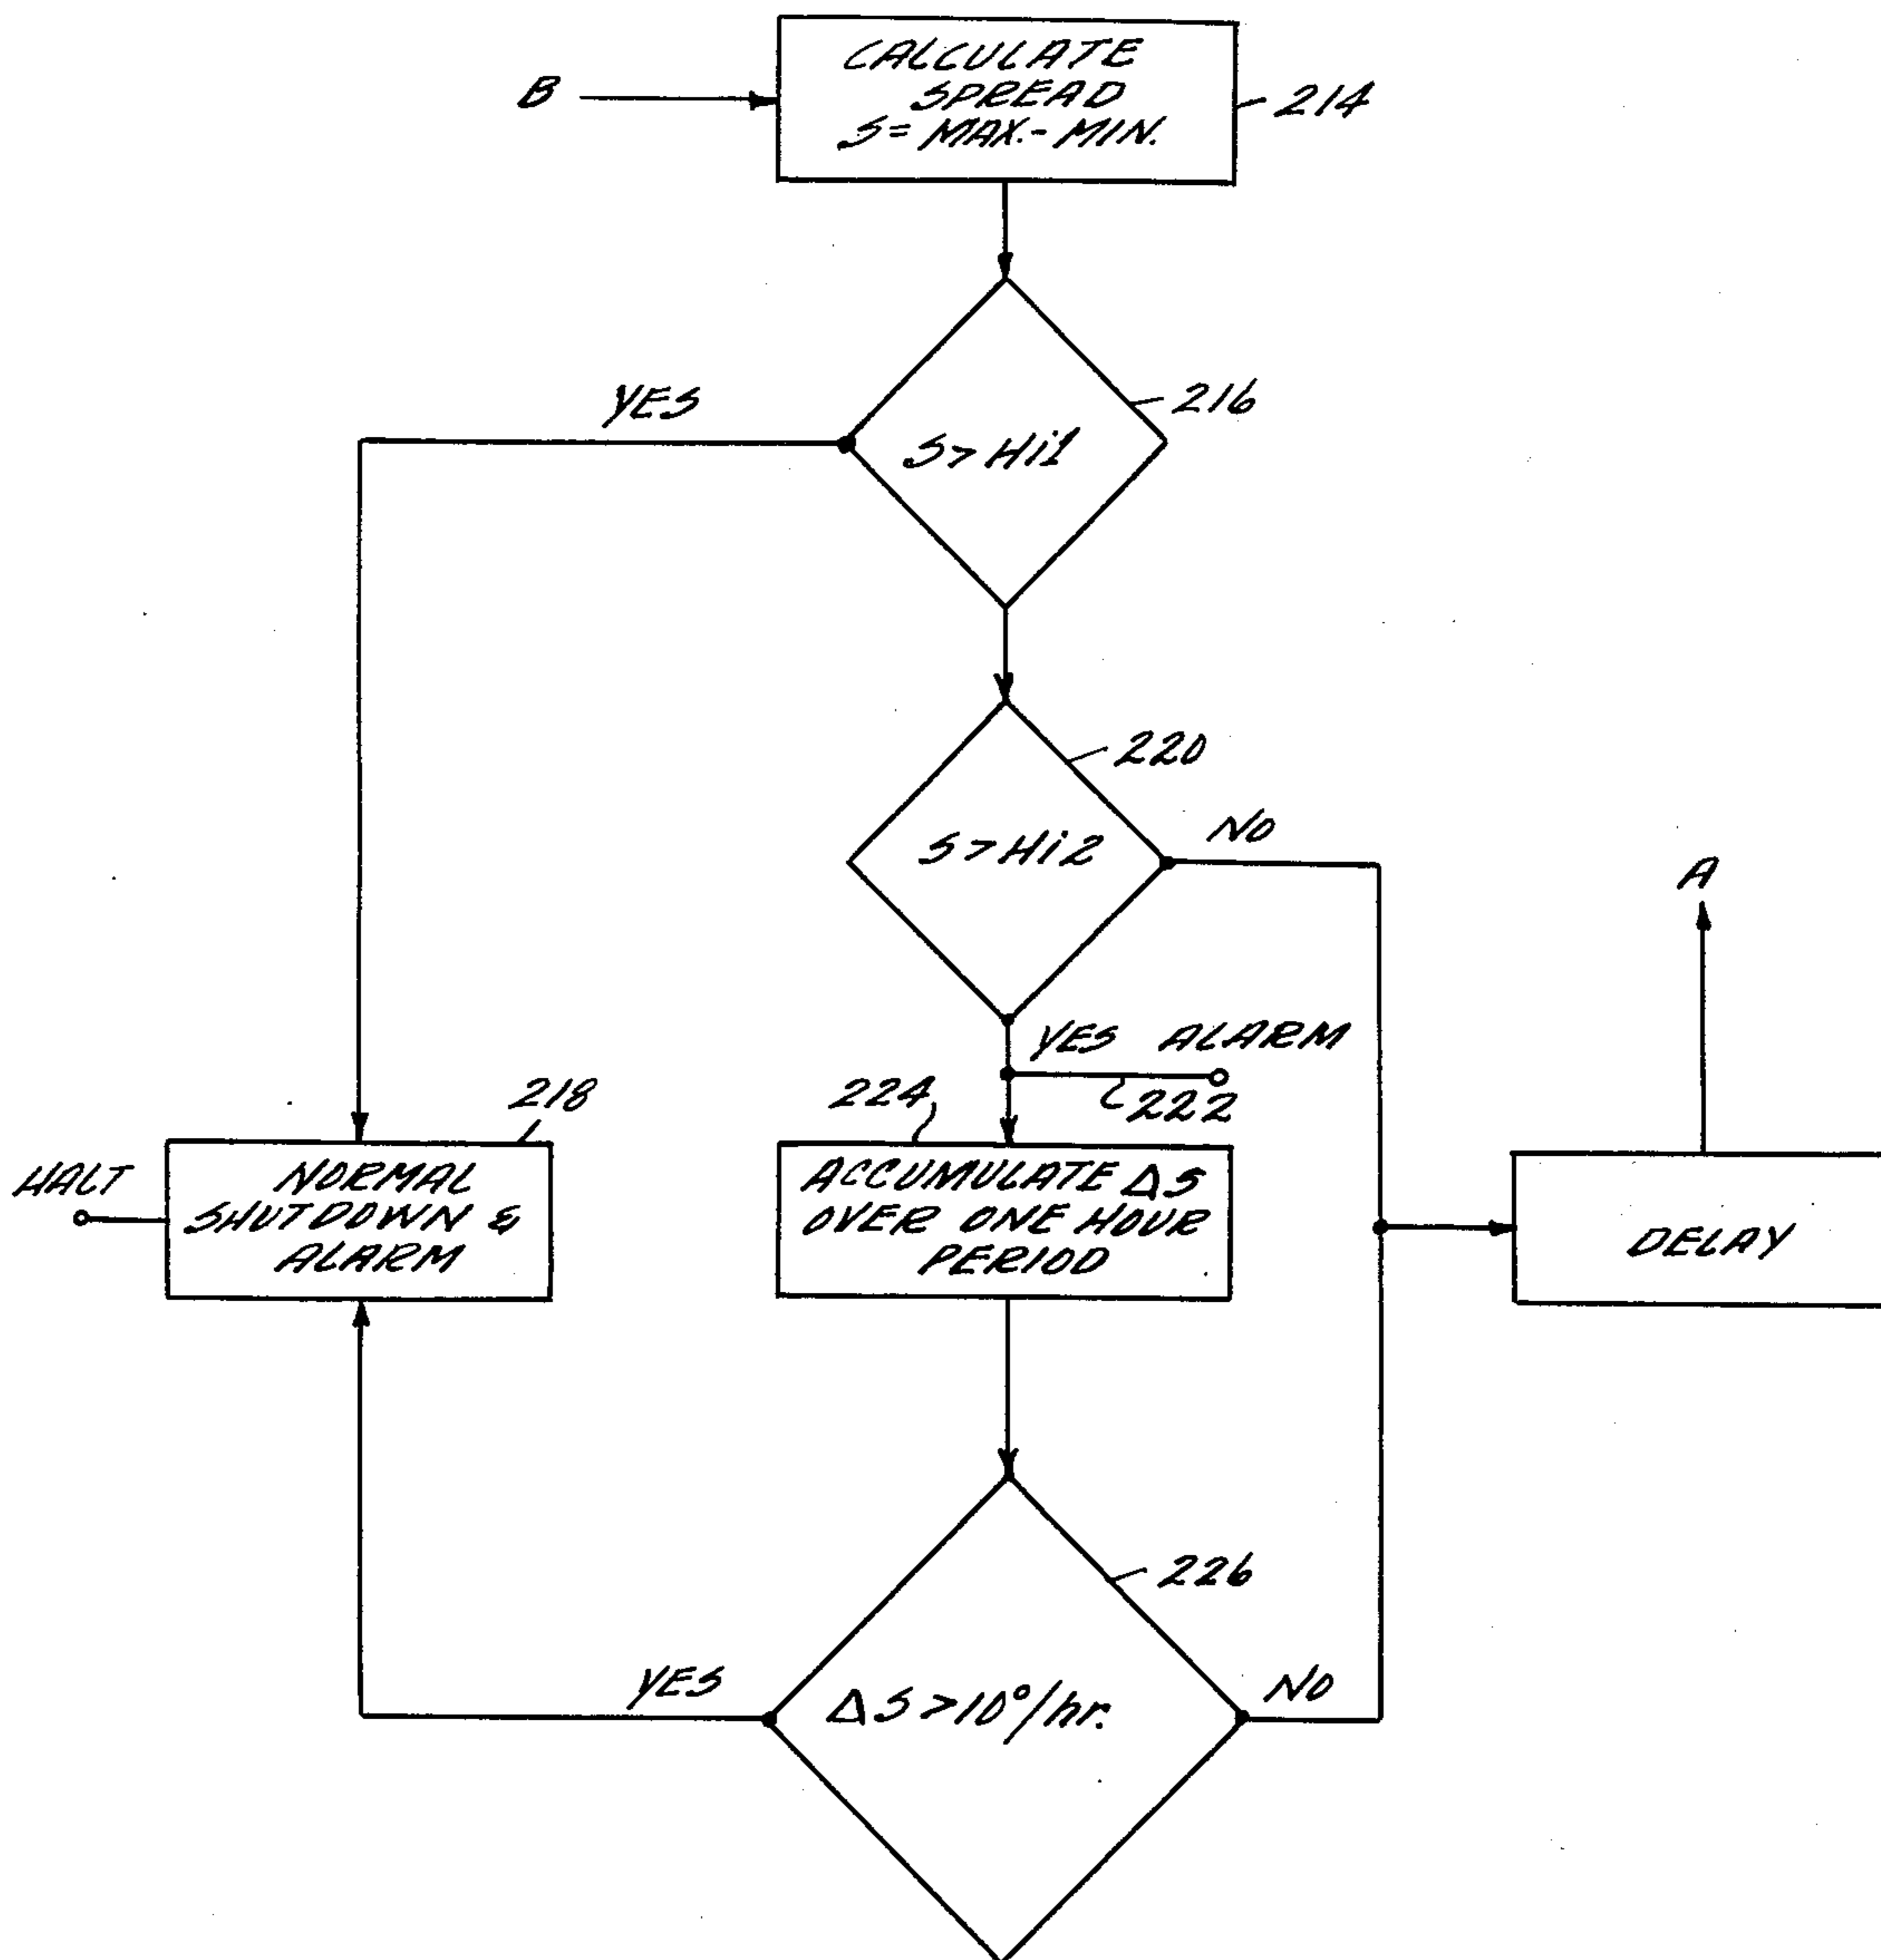 CALCULATE
SPREAD
S = MAX. - MIN.
B
214
YES
216
S > Hi1
220
S > Hi2
NO
A
YES ALARM
222
218
224
HALT
NORMAL
SHUTDOWN &
ALARM
ACCUMULATE ΔS
OVER ONE HOUR
PERIOD
DELAY
226
YES
ΔS > 10°/hr.
NO